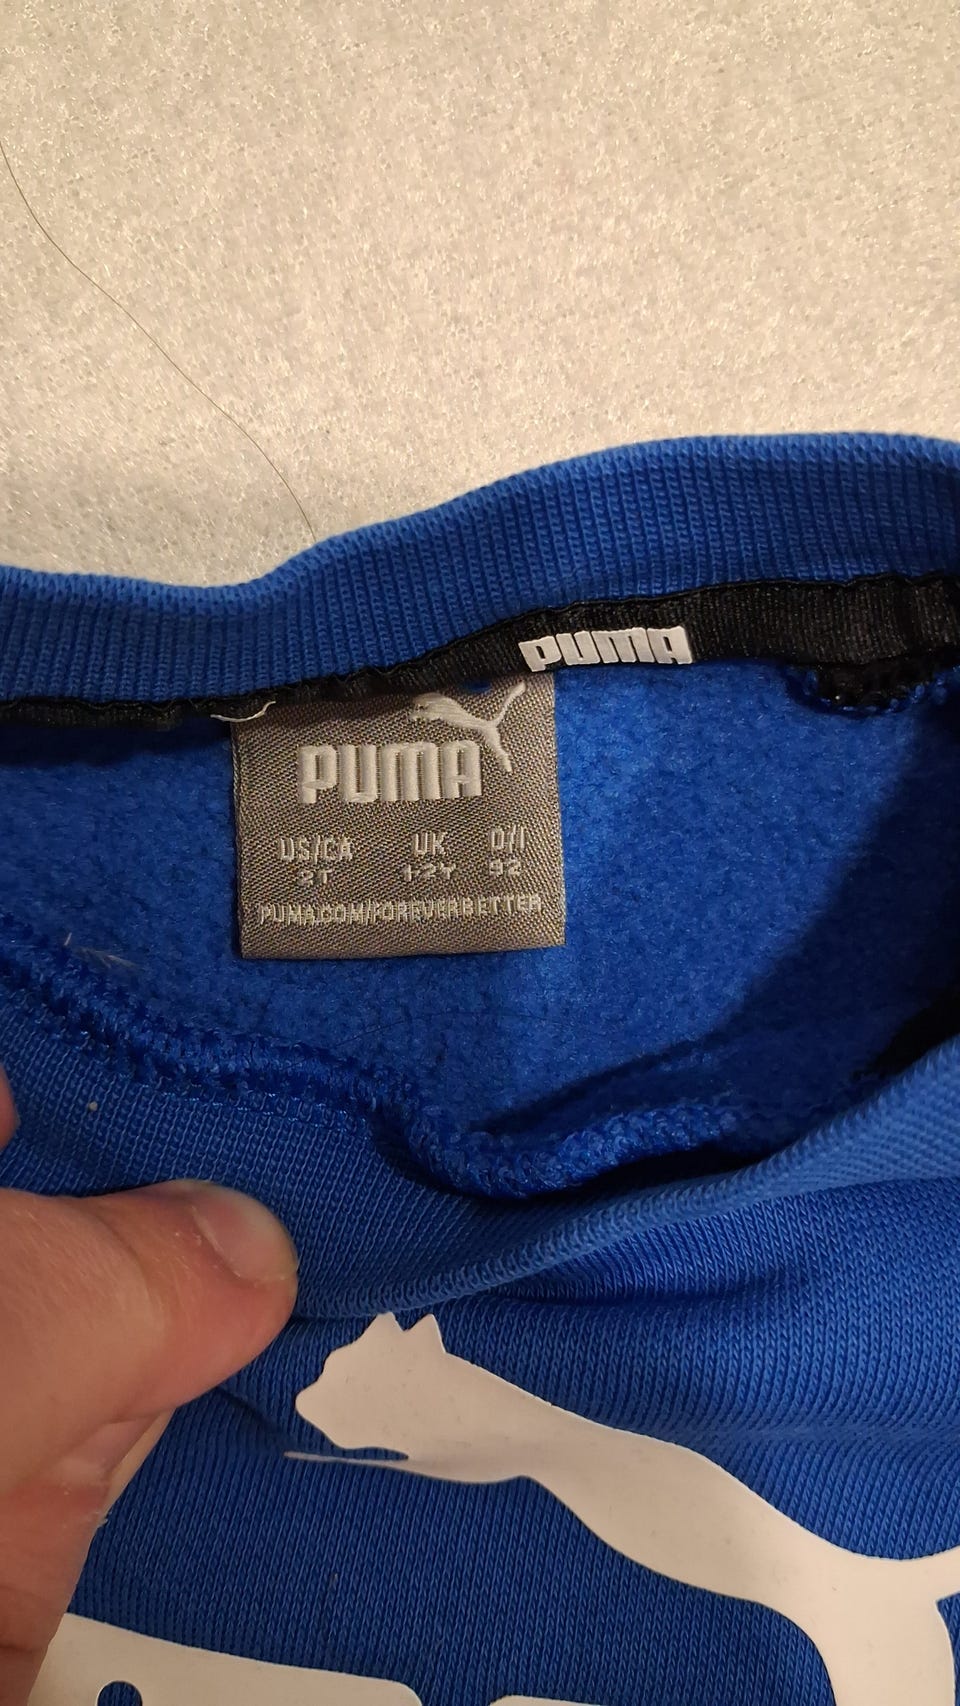 PUMA
PUMA
US/CA UK D/I
2T 1-2Y 92
PUMA.COM/FOREVERBETTER